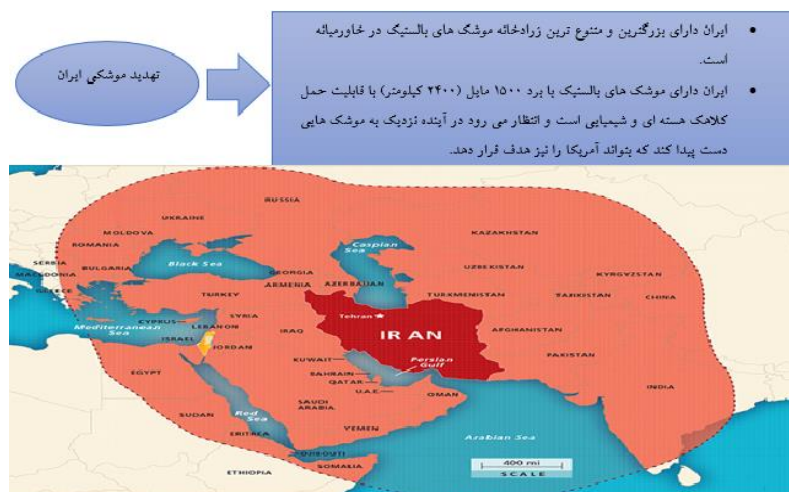 ایران دارای بزرگترین و متنوع ترین زرادخانه موشک های بالستیک در خاورمیانه
است.
ایران دارای موشک های بالستیک با برد ۱۵۰۰ مایل (۲۴۰۰ کیلومتر) با قابلیت حمل
کلاهک هسته ای و شیمیایی است و انتظار می رود در آینده نزدیک به موشک هایی
دست پیدا کند که بتواند آمریکا را نیز هدف قرار دهد.
تهدید موشکی ایران
RUSSIA
UKRAINE
MOLDOVA
ROMANIA
KAZAKHSTAN
Caspian
Sea
SERBIA
BULGARIA
Black Sea
MACEDONIA
GREECE
GEORGIA
ARMENIA
AZERBAIJAN
UZBEKISTAN
KYRGYZSTAN
TURKEY
TURKMENISTAN
TAJIKISTAN
CHINA
CYPRUS
SYRIA
LEBANON
Mediterranean
Sea
Tehran
IRAN
ISRAEL
JORDAN
IRAQ
AFGHANISTAN
KUWAIT
Persian
Gulf
PAKISTAN
EGYPT
BAHRAIN
QATAR
U.A.E.
OMAN
INDIA
SAUDI
ARABIA
SUDAN
Red
Sea
YEMEN
ERITREA
Arabian Sea
DJIBOUTI
ETHIOPIA
SOMALIA
400 mi
SCALE